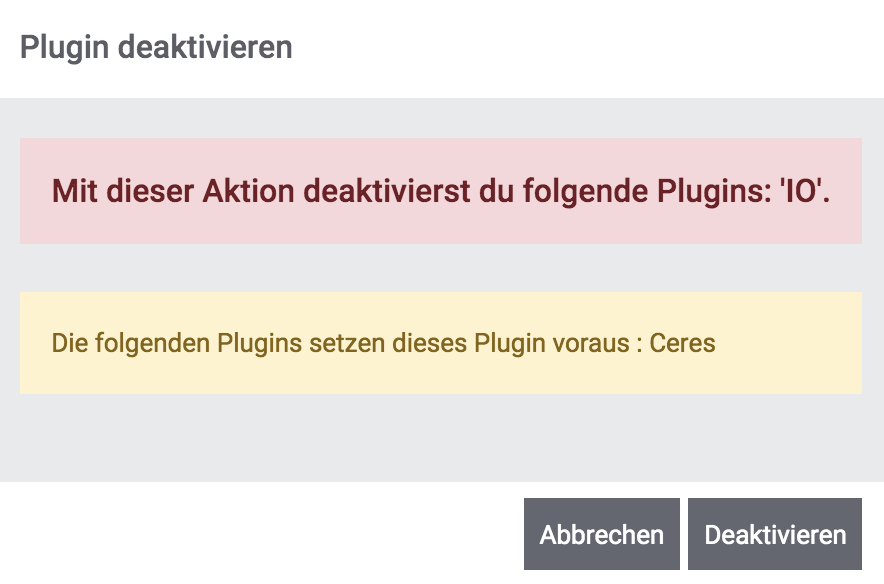 Plugin deaktivieren
Mit dieser Aktion deaktivierst du folgende Plugins: 'IO'.
Die folgenden Plugins setzen dieses Plugin voraus : Ceres
Abbrechen Deaktivieren